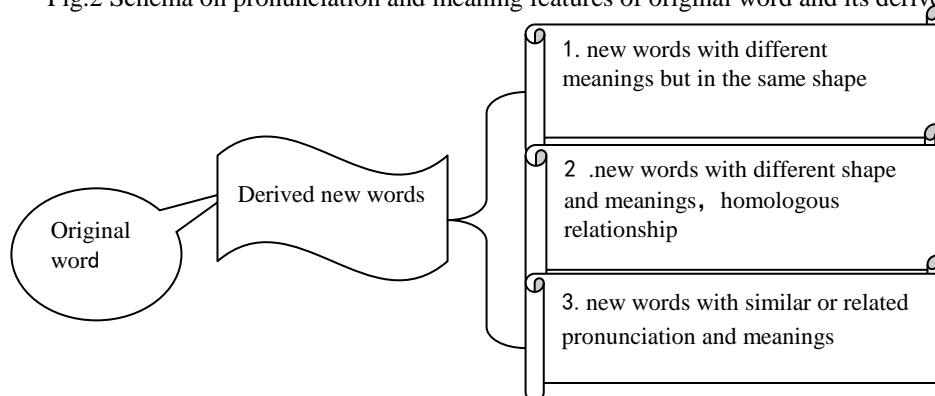 Fig.2 Schema on pronunciation and meaning features of original word and its
1. new words with different
meanings but in the same shape
2 .new words with different shape
and meanings，homologous
relationship
Derived new words
Original
word
3. new words with similar or related
pronunciation and meanings